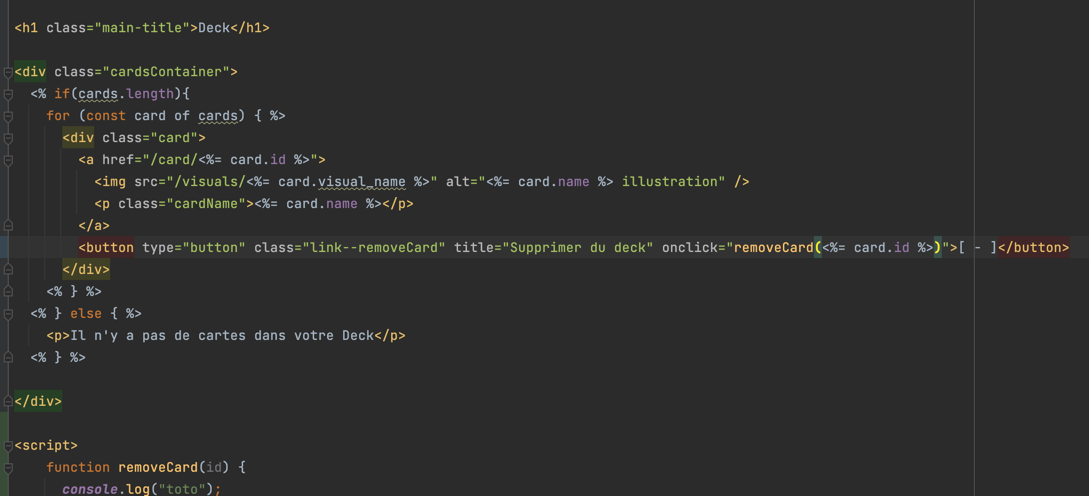 <h1 class="main-title">Deck</h1>
<div class="cardsContainer">
<% if(cards.length){
for (const card of cards) { %>
<div class="card">
<a href="/card/<%= card.id %>">
<img src="/visuals/<%= card.visual_name %>" alt="<%= card.name %> illustration" />
<p class="cardName"><%= card.name %></p>
</a>
<button type="button" class="link--removeCard" title="Supprimer du deck" onclick="removeCard(<%= card.id %>)">[ - ]</button>
</div>
<% } %>
<% } else { %>
<p>Il n'y a pas de cartes dans votre Deck</p>
<% } %>
</div>
<script>
function removeCard(id) {
console.log("toto");